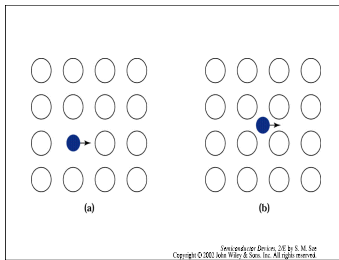 (a)
(b)
Semiconductor Devices, 2/E by S. M. Sze
Copyright © 2002 John Wiley & Sons. Inc. All rights reserved.